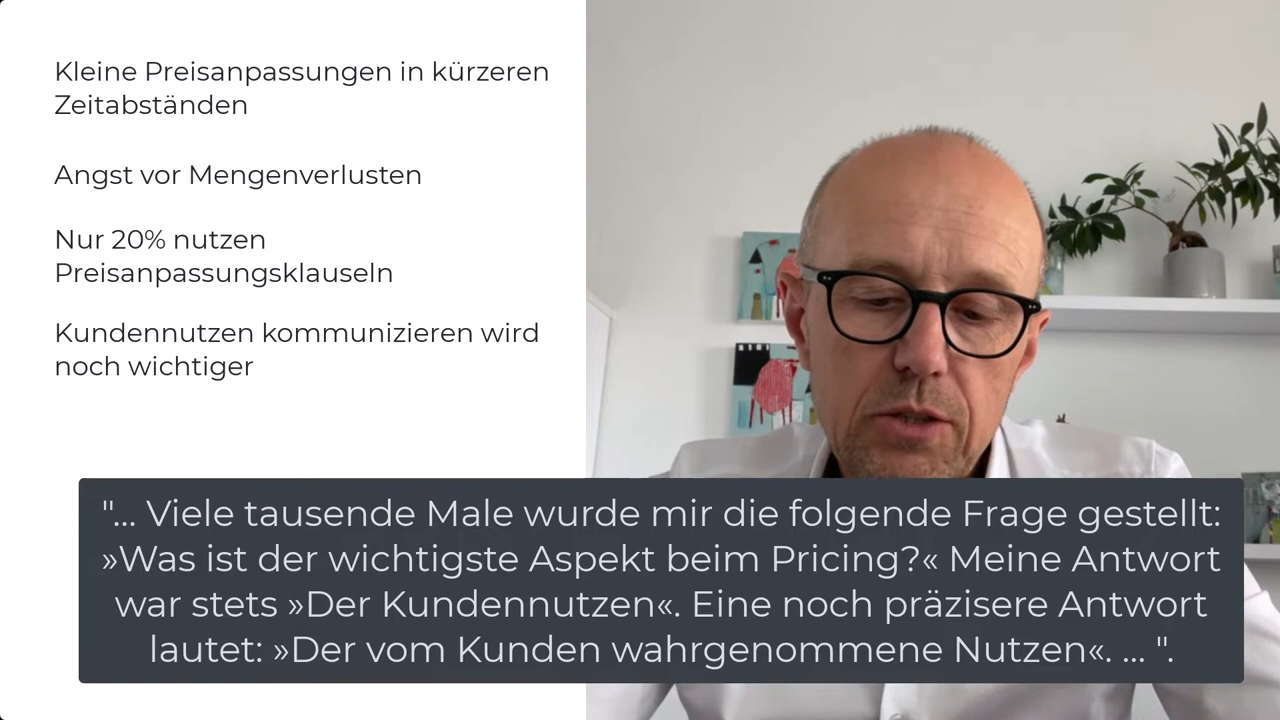 Kleine Preisanpassungen in kürzeren
Zeitabständen
Angst vor Mengenverlusten
Nur 20% nutzen
Preisanpassungsklauseln
Kundennutzen kommunizieren wird
noch wichtiger
"... Viele tausende Male wurde mir die folgende Frage gestellt:
»Was ist der wichtigste Aspekt beim Pricing?« Meine Antwort
war stets »Der Kundennutzen«. Eine noch präzisere Antwort
lautet: »Der vom Kunden wahrgenommene Nutzen«. ... ".